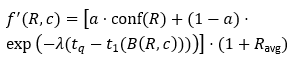 f′(R, c) = [a · conf(R) + (1 − a) ·
exp (−λ(t_q − t_1(B(R, c))))] · (1 + R_avg)